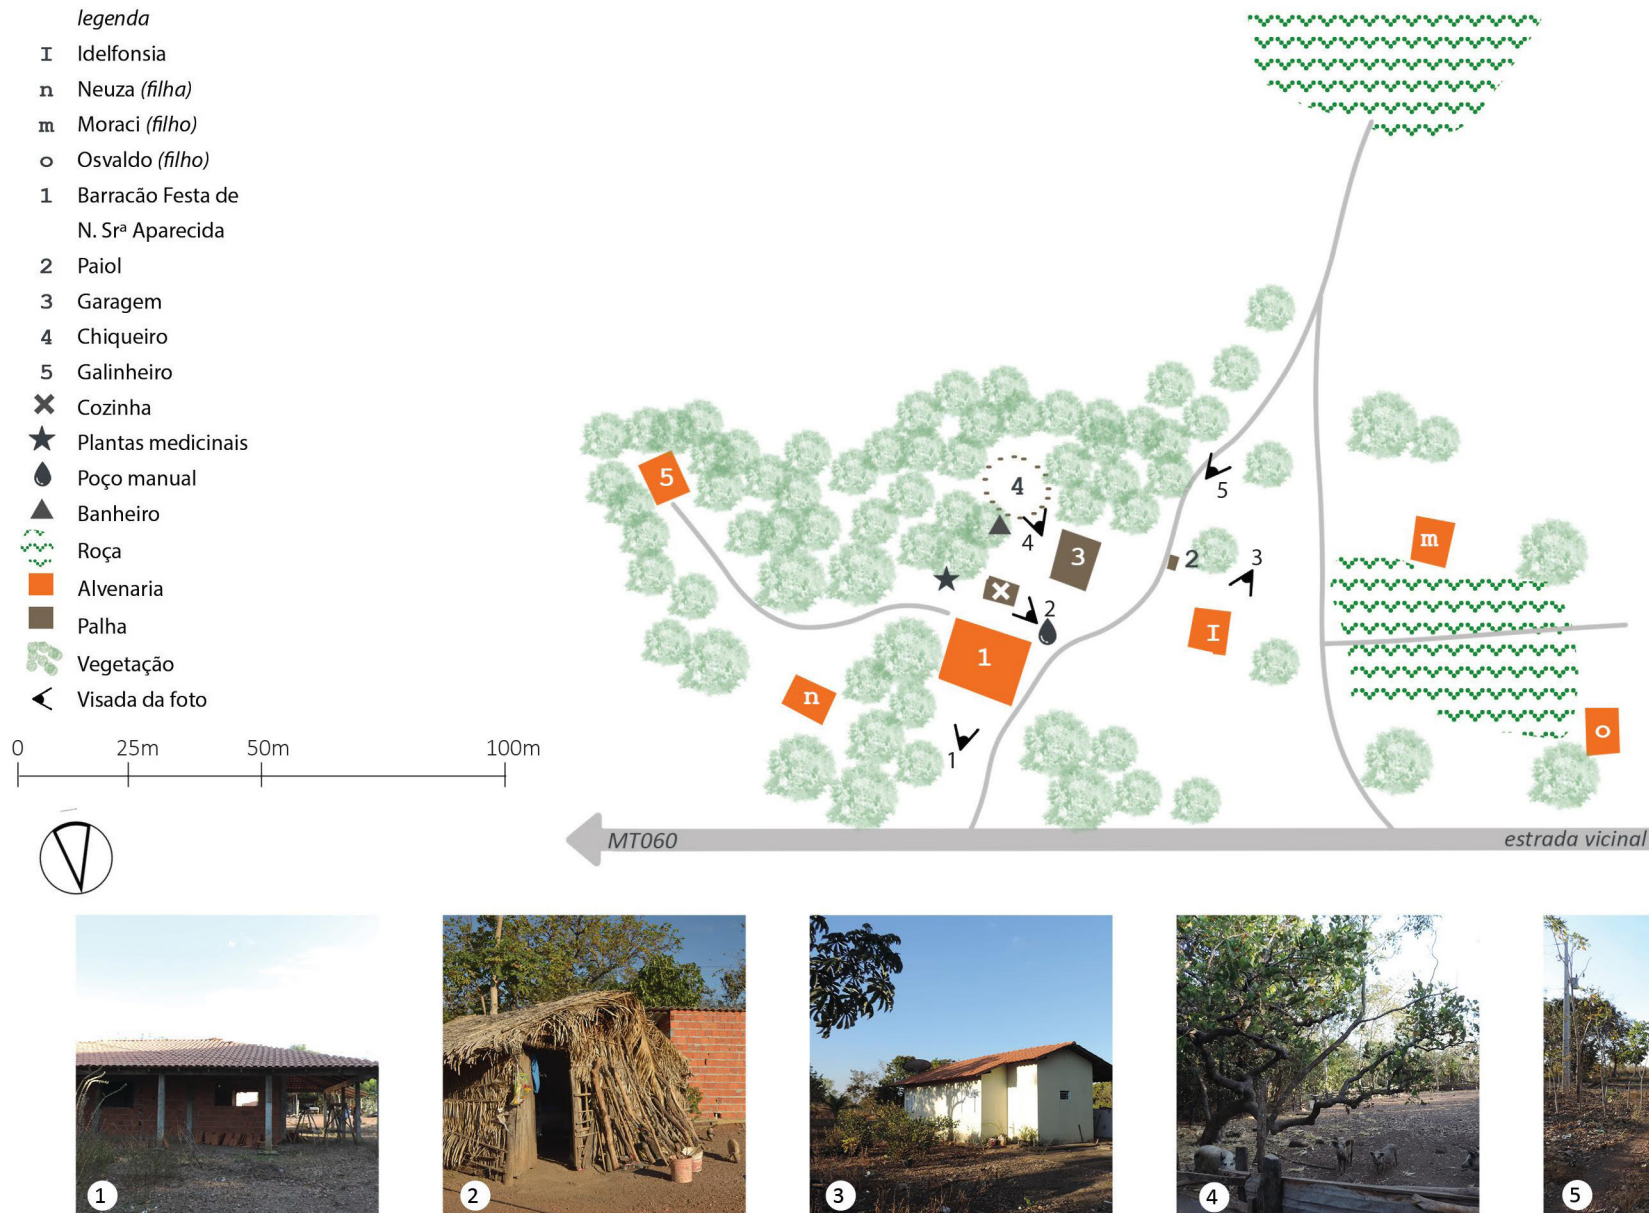 legenda
I Idelfonsia
n Neuza (filha)
m Moraci (filho)
o Osvaldo (filho)
1 Barracão Festa de
N. Srª Aparecida
2 Paiol
3 Garagem
4 Chiqueiro
5 Galinheiro
Cozinha
Plantas medicinais
Poço manual
Banheiro
Roça
Alvenaria
Palha
Vegetação
Visada da foto
0 25m 50m 100m
5
4
5
4
3
2
3
m
2
1
I
n
o
1
MT060
estrada vicinal
1
2
3
4
5